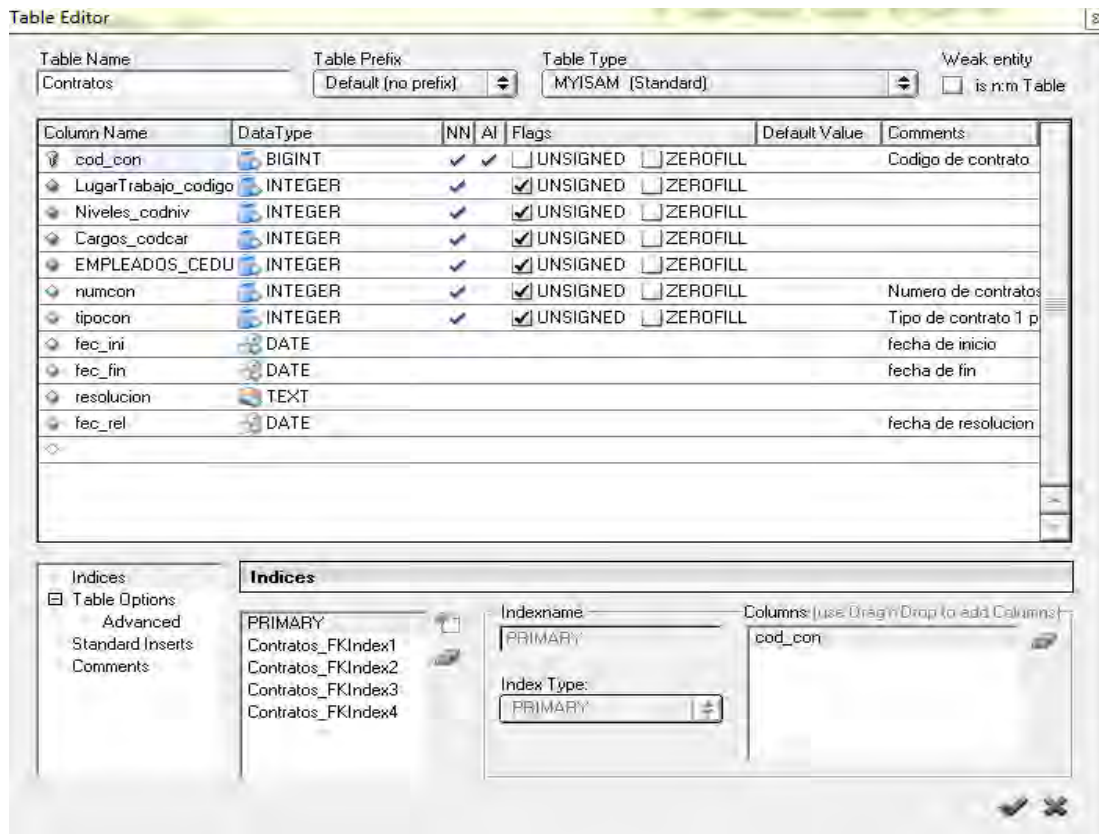 Table Editor
Table Name Table Prefix Table Type Weak entity
Contratos Default (no prefix) MYISAM (Standard) is n:m Table
Column Name DataType NN AI Flags Default Value Comments
cod_con BIGINT UNSIGNED ZEROFILL Codigo de contrato
LugarTrabajo_codigo INTEGER UNSIGNED ZEROFILL
Niveles_codniv INTEGER UNSIGNED ZEROFILL
Cargos_codcar INTEGER UNSIGNED ZEROFILL
EMPLEADOS_CEDU INTEGER UNSIGNED ZEROFILL
numcon INTEGER UNSIGNED ZEROFILL Numero de contratos
tipocon INTEGER UNSIGNED ZEROFILL Tipo de contrato 1 p
fec_ini DATE fecha de inicio
fec_fin DATE fecha de fin
resolucion TEXT
fec_rel DATE fecha de resolucion
Indices
Table Options
Advanced
Standard Inserts
Comments
Indices
PRIMARY
Contratos_FKIndex1
Contratos_FKIndex2
Contratos_FKIndex3
Contratos_FKIndex4
Indexname
PRIMARY
Index Type:
PRIMARY
Columns (use Drag'n'Drop to add Columns)
cod_con